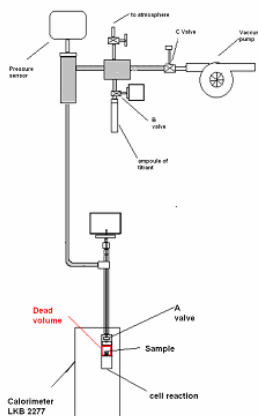 to atmosphere
C Valve
Vaccum
pump
Pressure
sensor
B
valve
ampoule of
titrant
Dead
volume
A
valve
Sample
cell reaction
Calorimeter
LKB 2277